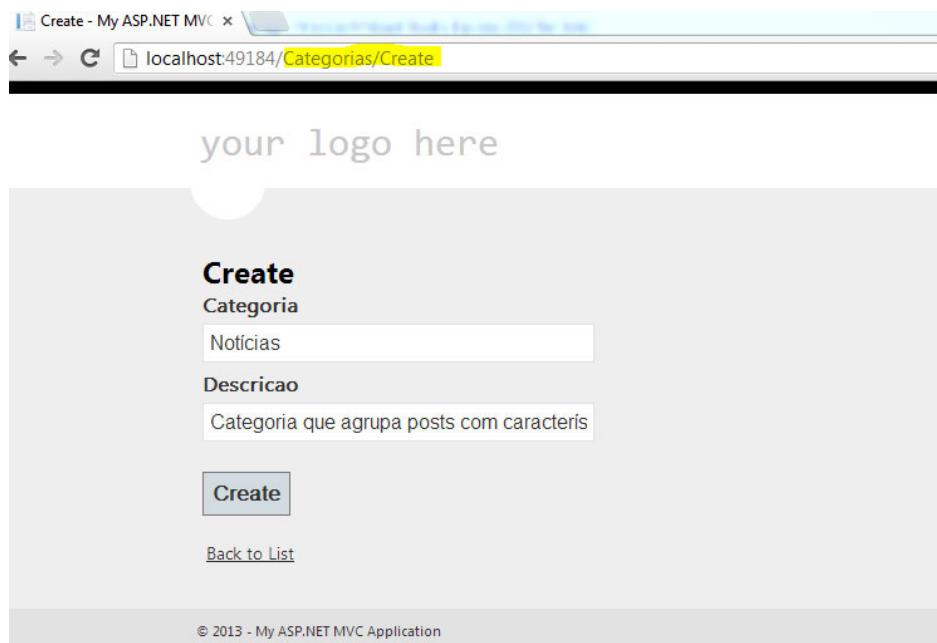 Create - My ASP.NET MVC
localhost:49184/Categorias/Create
your logo here
Create
Categoria
Notícias
Descricao
Categoria que agrupa posts com caracterís
Create
Back to List
© 2013 - My ASP.NET MVC Application